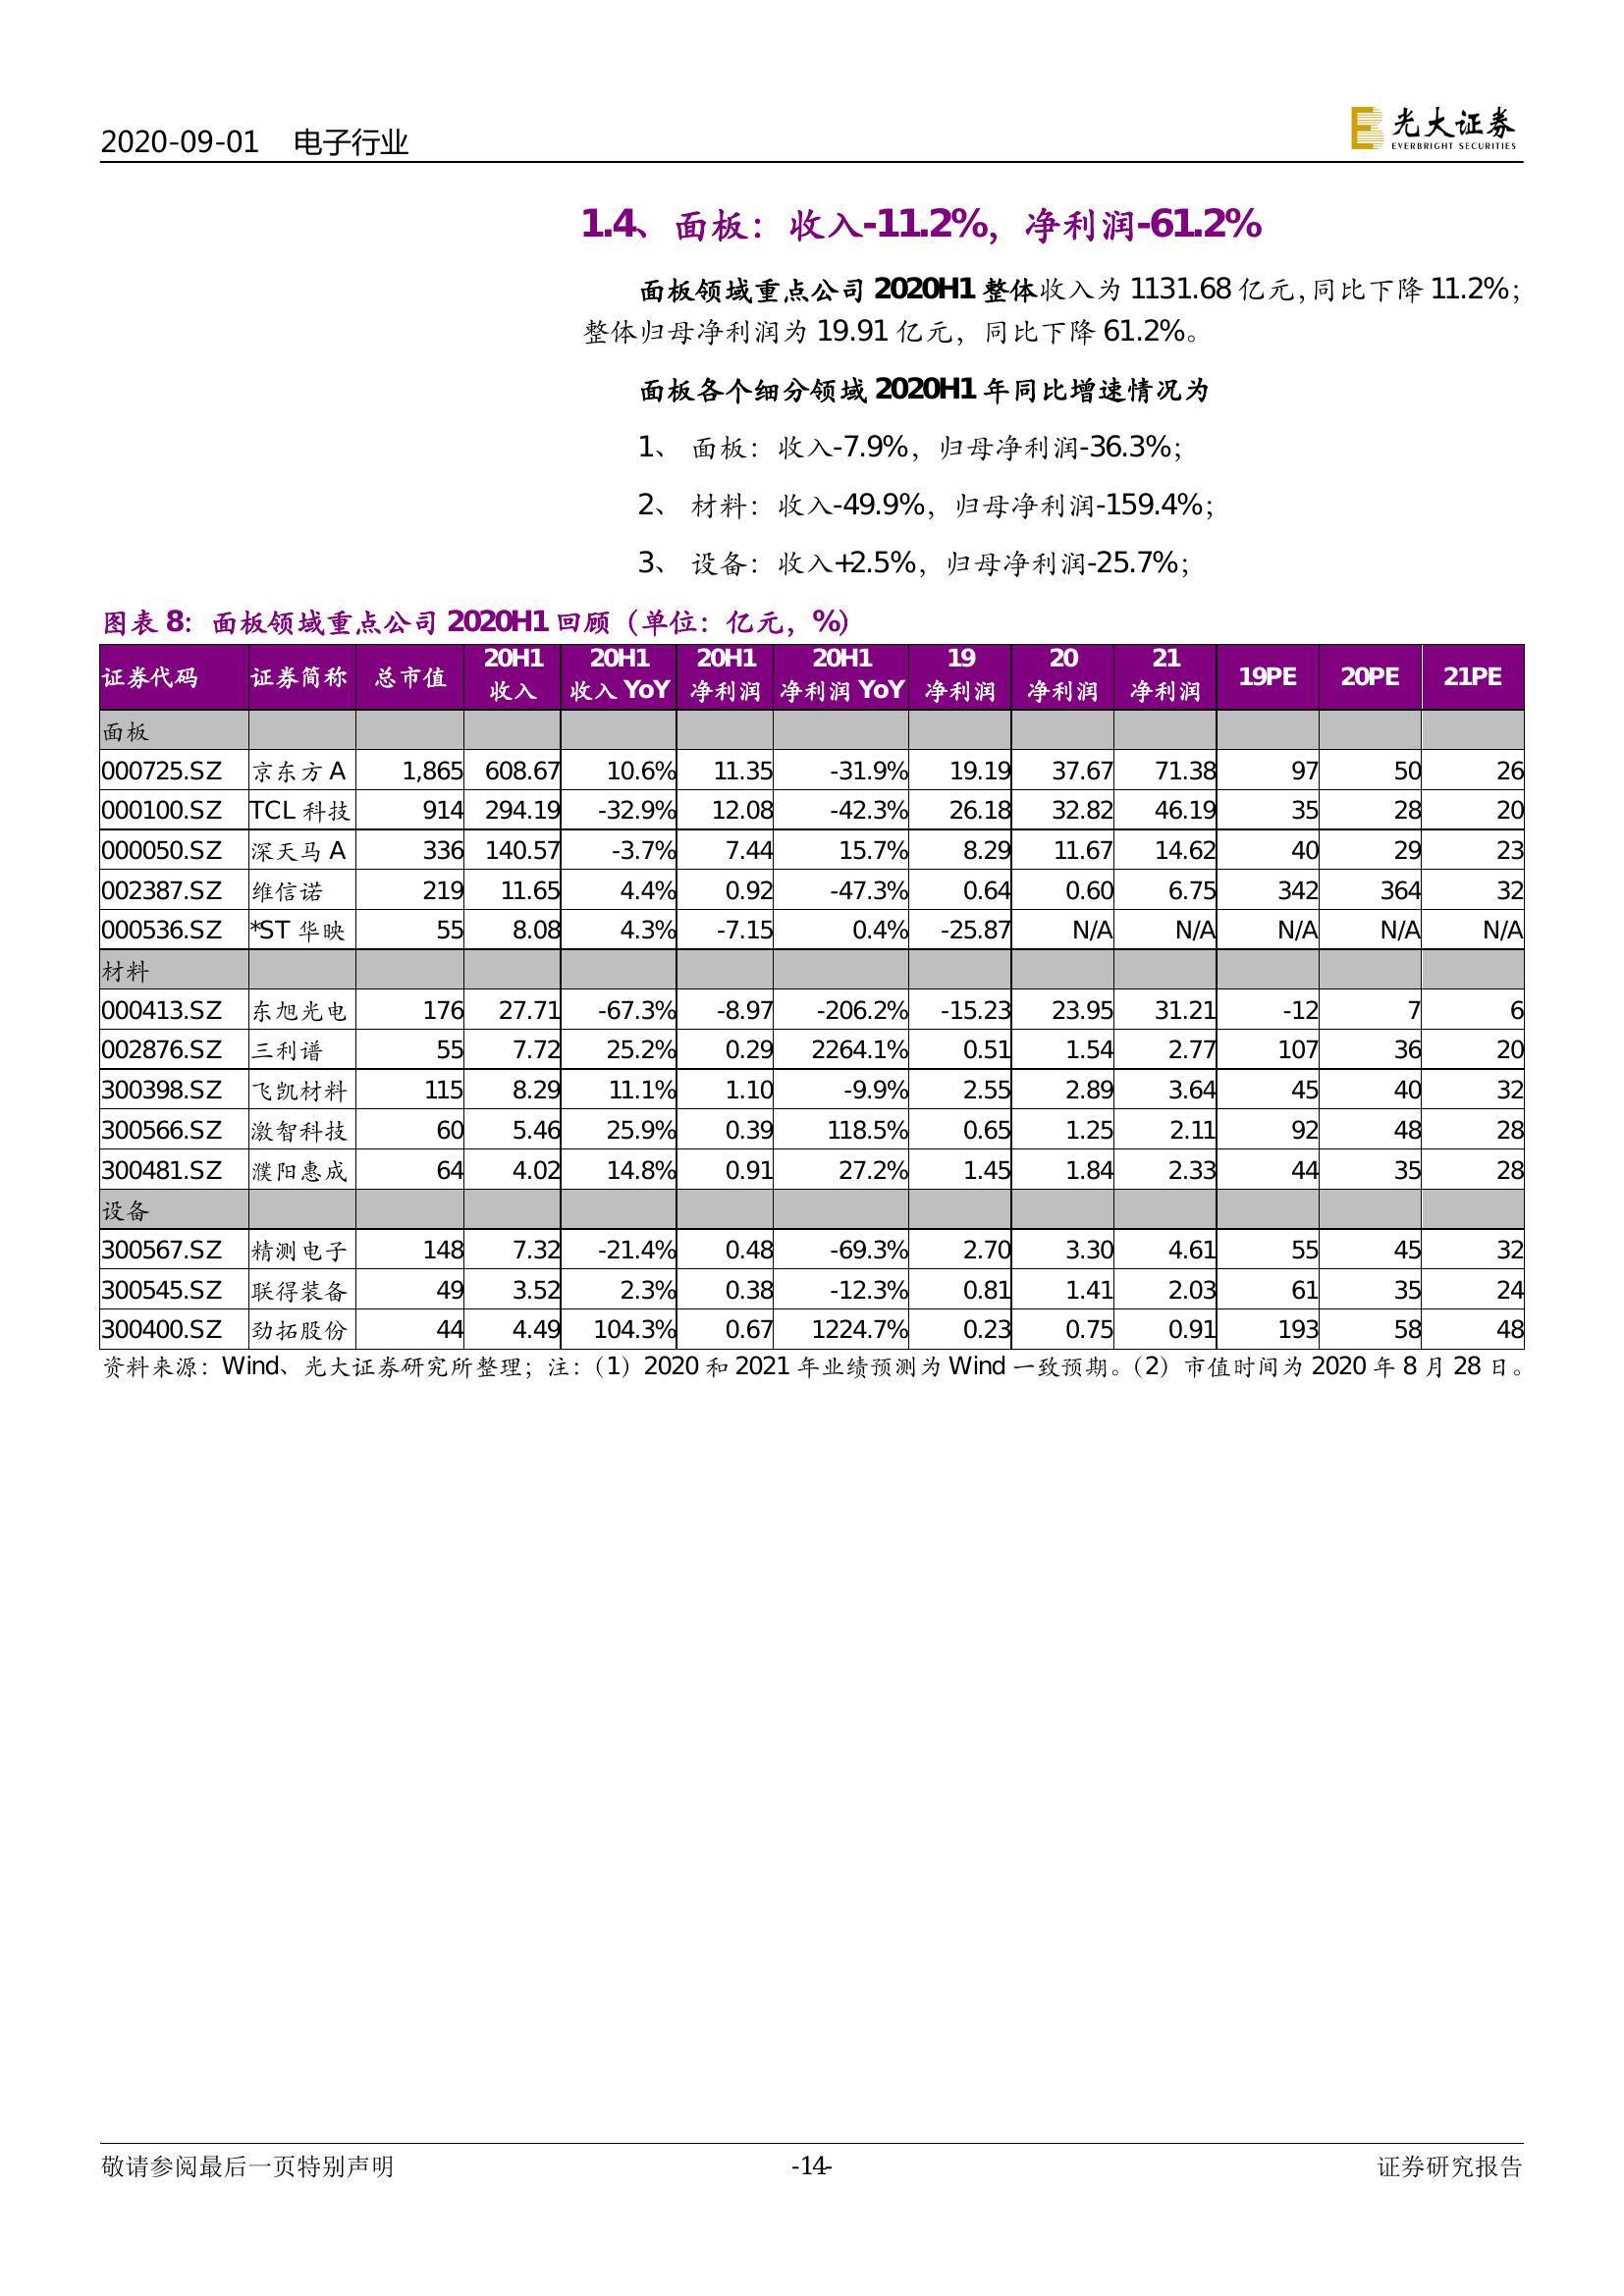 2020-09-01 电子行业
光大证券
EVERBRIGHT SECURITIES
1.4、面板：收入-11.2%，净利润-61.2%
面板领域重点公司 2020H1 整体收入为 1131.68 亿元，同比下降 11.2%；
整体归母净利润为 19.91 亿元，同比下降 61.2%。
面板各个细分领域 2020H1 年同比增速情况为
1、 面板：收入-7.9%，归母净利润-36.3%；
2、 材料：收入-49.9%，归母净利润-159.4%；
3、 设备：收入+2.5%，归母净利润-25.7%；
图表 8：面板领域重点公司 2020H1 回顾（单位：亿元，%）
证券代码 证券简称 总市值 20H1 收入 20H1 收入 YoY 20H1 净利润 20H1 净利润 YoY 19 净利润 20 净利润 21 净利润 19PE 20PE 21PE
面板
000725.SZ 京东方 A 1,865 608.67 10.6% 11.35 -31.9% 19.19 37.67 71.38 97 50 26
000100.SZ TCL 科技 914 294.19 -32.9% 12.08 -42.3% 26.18 32.82 46.19 35 28 20
000050.SZ 深天马 A 336 140.57 -3.7% 7.44 15.7% 8.29 11.67 14.62 40 29 23
002387.SZ 维信诺 219 11.65 4.4% 0.92 -47.3% 0.64 0.60 6.75 342 364 32
000536.SZ *ST 华映 55 8.08 4.3% -7.15 0.4% -25.87 N/A N/A N/A N/A N/A
材料
000413.SZ 东旭光电 176 27.71 -67.3% -8.97 -206.2% -15.23 23.95 31.21 -12 7 6
002876.SZ 三利谱 55 7.72 25.2% 0.29 2264.1% 0.51 1.54 2.77 107 36 20
300398.SZ 飞凯材料 115 8.29 11.1% 1.10 -9.9% 2.55 2.89 3.64 45 40 32
300566.SZ 激智科技 60 5.46 25.9% 0.39 118.5% 0.65 1.25 2.11 92 48 28
300481.SZ 濮阳惠成 64 4.02 14.8% 0.91 27.2% 1.45 1.84 2.33 44 35 28
设备
300567.SZ 精测电子 148 7.32 -21.4% 0.48 -69.3% 2.70 3.30 4.61 55 45 32
300545.SZ 联得装备 49 3.52 2.3% 0.38 -12.3% 0.81 1.41 2.03 61 35 24
300400.SZ 劲拓股份 44 4.49 104.3% 0.67 1224.7% 0.23 0.75 0.91 193 58 48
资料来源：Wind、光大证券研究所整理；注：（1）2020 和 2021 年业绩预测为 Wind 一致预期。（2）市值时间为 2020 年 8 月 28 日。
敬请参阅最后一页特别声明 -14- 证券研究报告